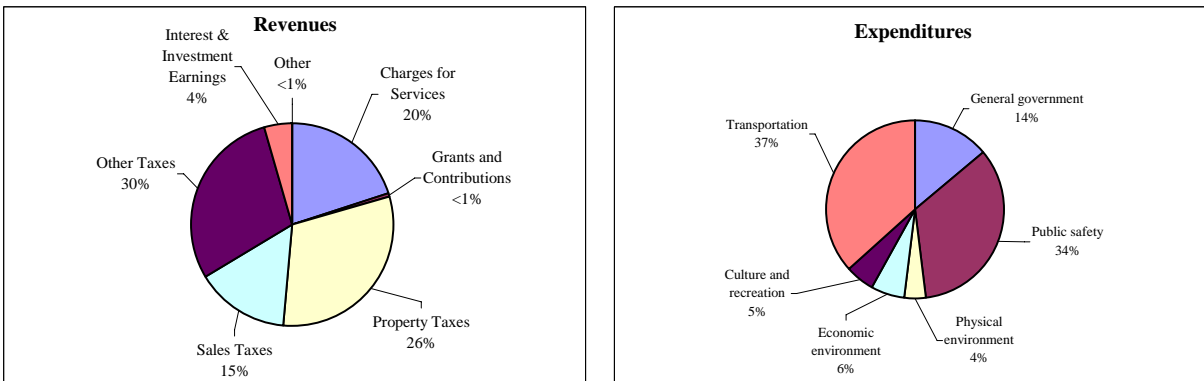 Revenues
Interest &
Investment
Earnings
4%
Other
<1%
Charges for
Services
20%
Other Taxes
30%
Grants and
Contributions
<1%
Property Taxes
26%
Sales Taxes
15%
Expenditures
General government
14%
Transportation
37%
Public safety
34%
Culture and
recreation
5%
Economic
environment
6%
Physical
environment
4%